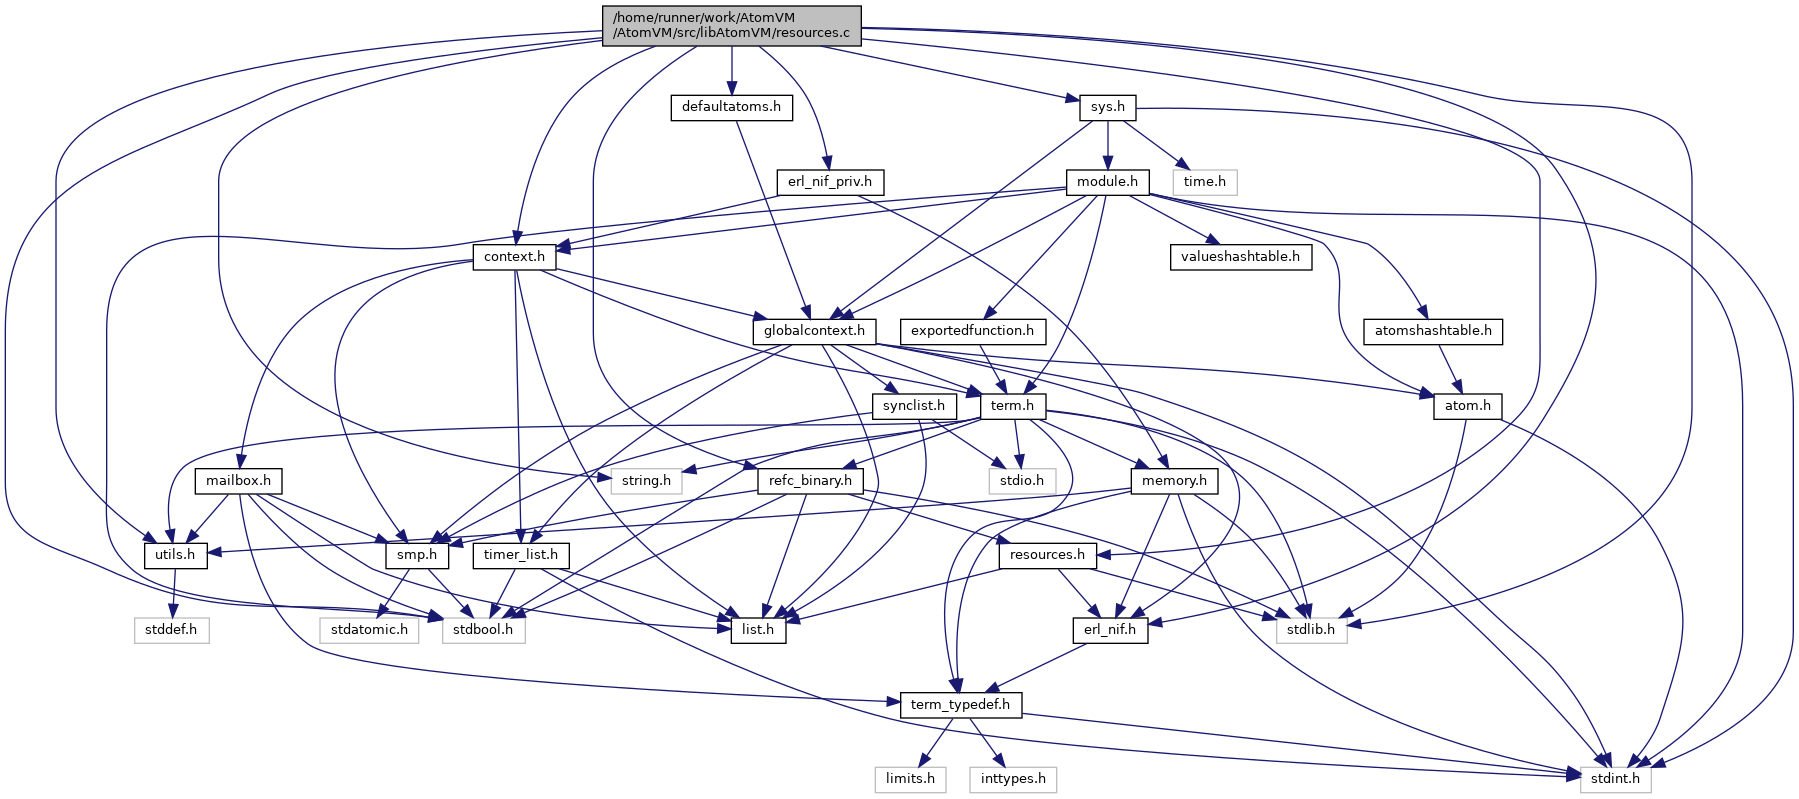 /home/runner/work/AtomVM
/AtomVM/src/libAtomVM/resources.c
defaultatoms.h
sys.h
erl_nif_priv.h
module.h
time.h
context.h
valueshashtable.h
globalcontext.h
exportedfunction.h
atomshashtable.h
synclist.h
term.h
atom.h
mailbox.h
string.h
refc_binary.h
stdio.h
memory.h
utils.h
smp.h
timer_list.h
resources.h
stddef.h
stdatomic.h
stdbool.h
list.h
erl_nif.h
stdlib.h
term_typedef.h
limits.h
inttypes.h
stdint.h